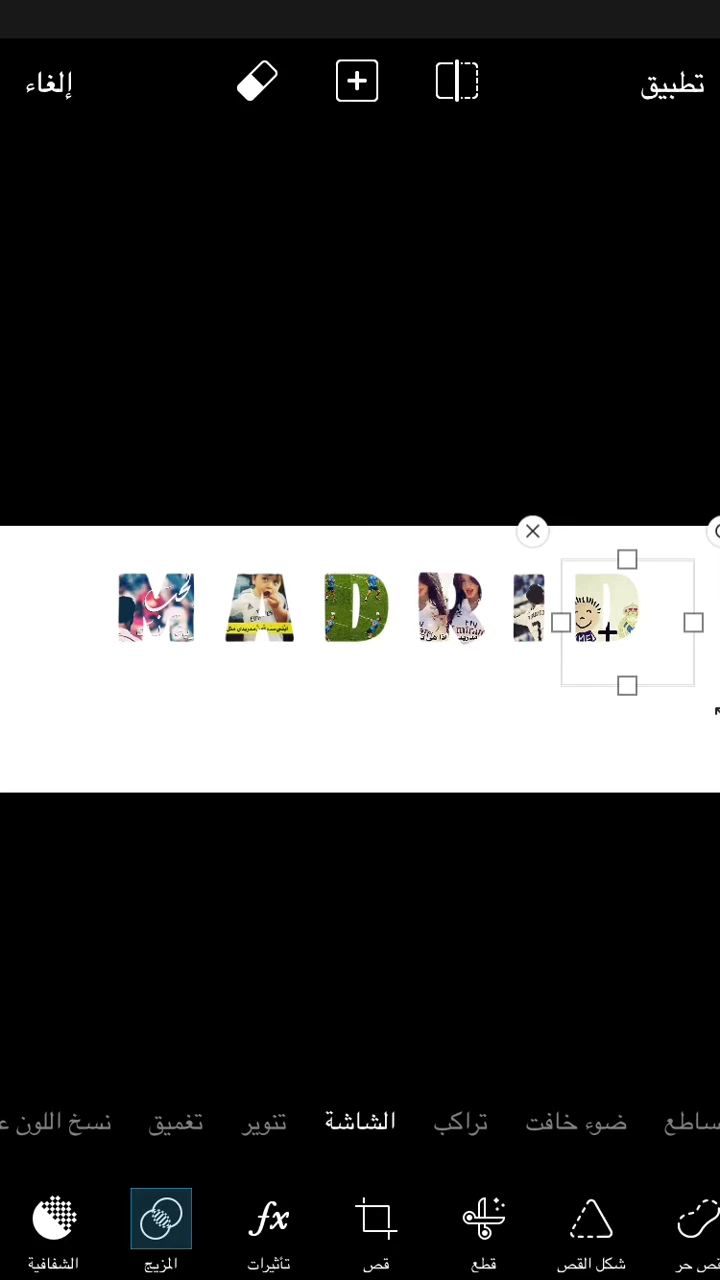 تطبيق
إلغاء
MADRID
ساطع ضوء خافت تراكب الشاشة تنوير تغميق نسخ اللون
قص حر شكل القص قطع قص تأثيرات المزيج الشفافية